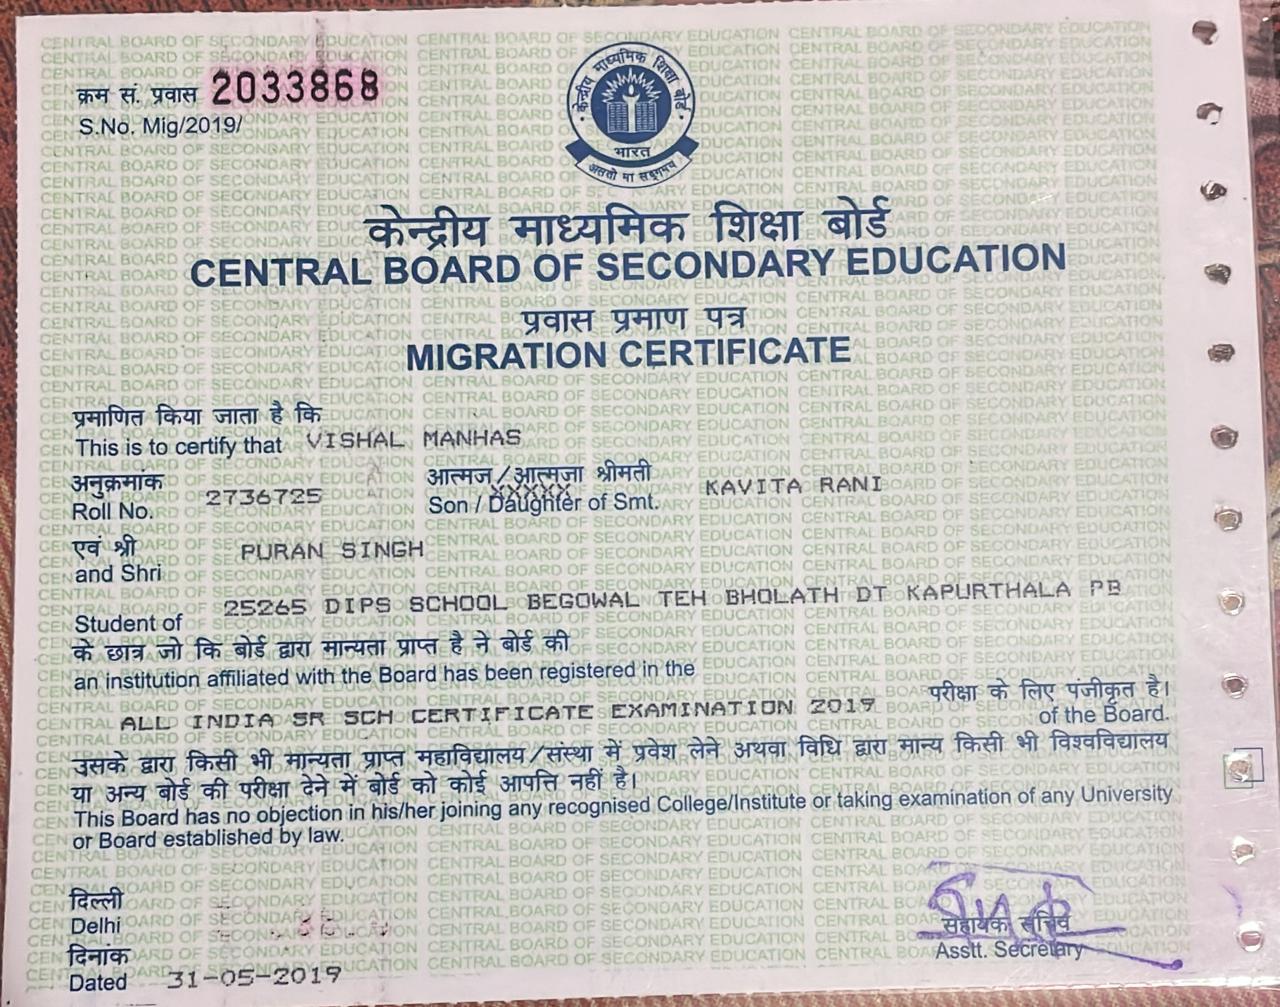 क्रम सं. प्रवास 2033868
S.No. Mig/2019/
केन्द्रीय माध्यमिक शिक्षा बोर्ड
भारत
असतो मा सद्गमय
केन्द्रीय माध्यमिक शिक्षा बोर्ड
CENTRAL BOARD OF SECONDARY EDUCATION
प्रवास प्रमाण पत्र
MIGRATION CERTIFICATE
प्रमाणित किया जाता है कि
This is to certify that VISHAL MANHAS
अनुक्रमांक आत्मज/आत्मजा श्रीमती
Roll No. 2736725 Son / Daughter of Smt. KAVITA RANI
XXXXX
एवं श्री
and Shri PURAN SINGH
Student of 25265 DIPS SCHOOL BEGOWAL TEH BHOLATH DT KAPURTHALA PB
के छात्र जो कि बोर्ड द्वारा मान्यता प्राप्त है ने बोर्ड की
an institution affiliated with the Board has been registered in the
ALL INDIA SR SCH CERTIFICATE EXAMINATION 2019 परीक्षा के लिए पंजीकृत है।
of the Board.
उसके द्वारा किसी भी मान्यता प्राप्त महाविद्यालय/संस्था में प्रवेश लेने अथवा विधि द्वारा मान्य किसी भी विश्वविद्यालय
या अन्य बोर्ड की परीक्षा देने में बोर्ड को कोई आपत्ति नहीं है।
This Board has no objection in his/her joining any recognised College/Institute or taking examination of any University
or Board established by law.
दिल्ली
Delhi
दिनांक
Dated 31-05-2019
सहायक सचिव
Asstt. Secretary